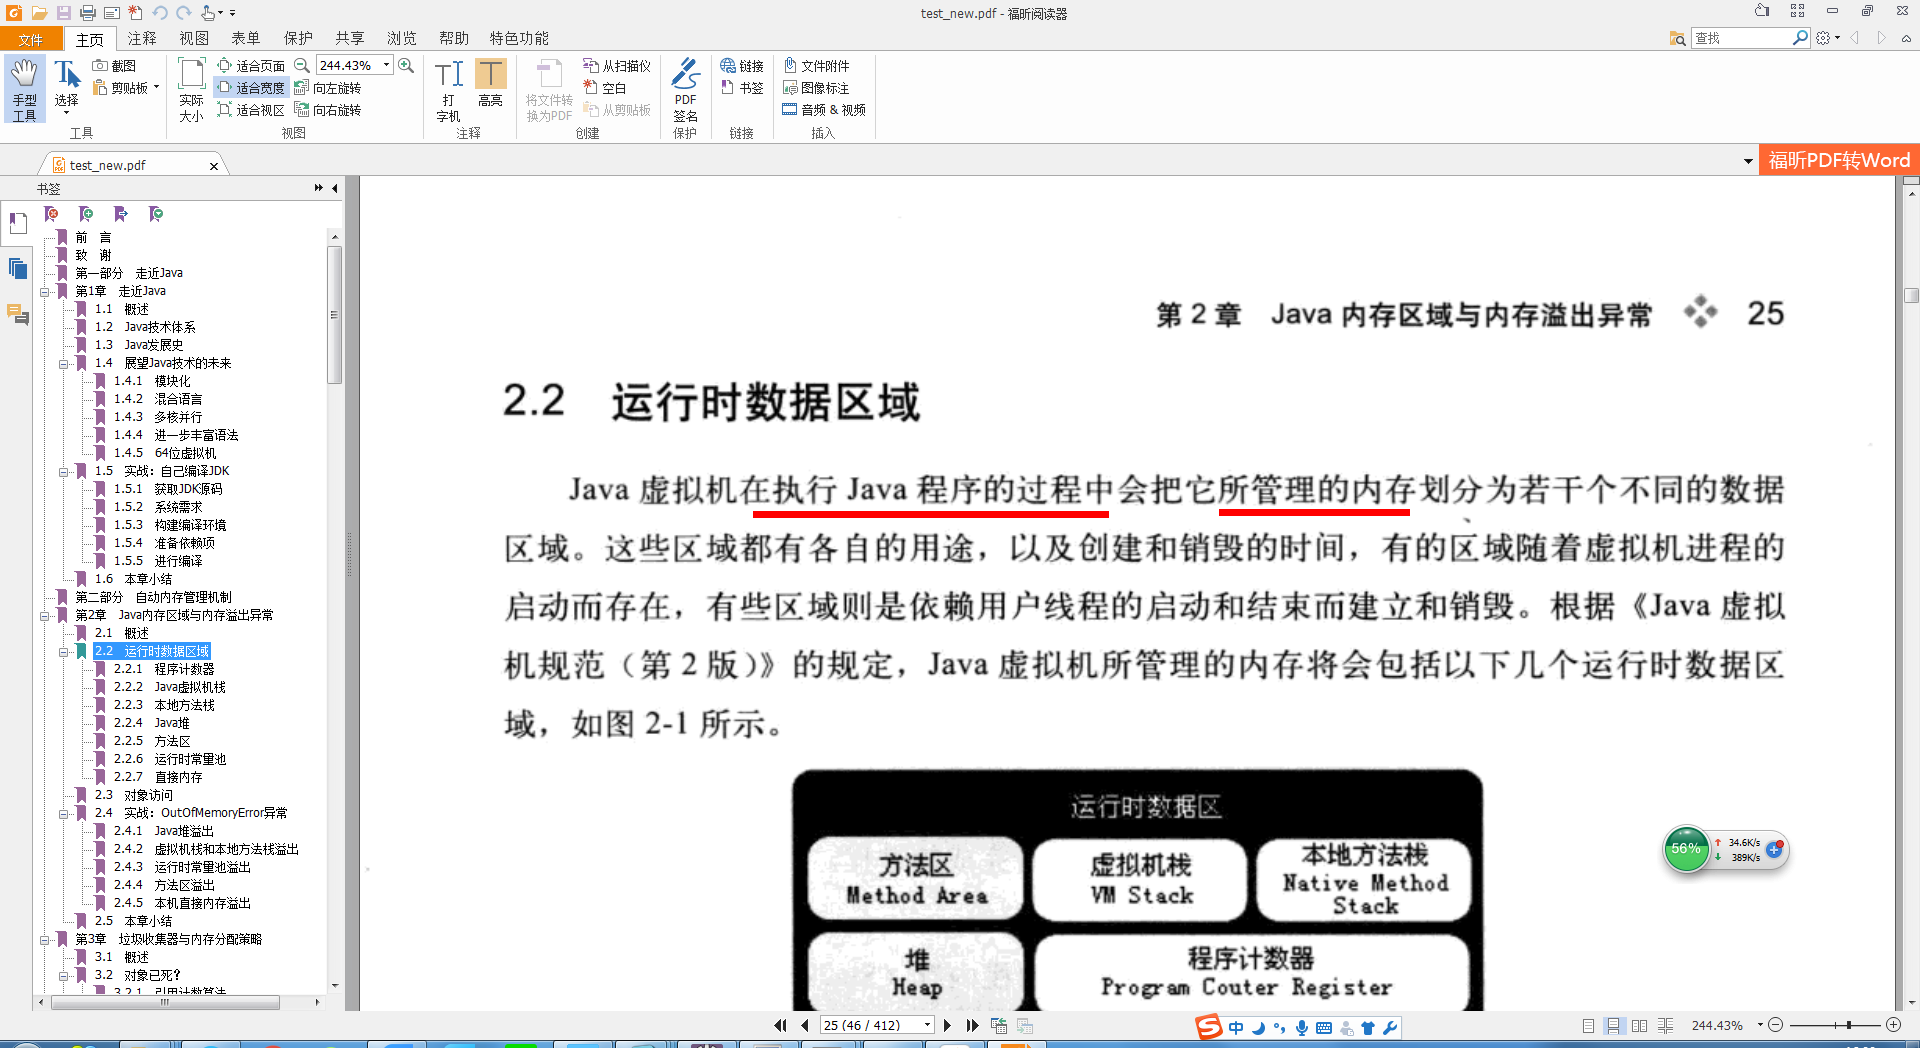 test_new.pdf - 福昕阅读器
文件 主页 注释 视图 表单 保护 共享 浏览 帮助 特色功能
查找
手型工具
选择
截图
剪贴板
工具
实际大小
适合页面
适合宽度
适合视区
244.43%
向左旋转
向右旋转
视图
打字机
高亮
注释
将文件转换为PDF
从扫描仪
空白
从剪贴板
创建
PDF签名
保护
链接
书签
链接
文件附件
图像标注
音频 & 视频
插入
test_new.pdf
福昕PDF转Word
书签
前 言
致 谢
第一部分 走近Java
第1章 走近Java
1.1 概述
1.2 Java技术体系
1.3 Java发展史
1.4 展望Java技术的未来
1.4.1 模块化
1.4.2 混合语言
1.4.3 多核并行
1.4.4 进一步丰富语法
1.4.5 64位虚拟机
1.5 实战：自己编译JDK
1.5.1 获取JDK源码
1.5.2 系统需求
1.5.3 构建编译环境
1.5.4 准备依赖项
1.5.5 进行编译
1.6 本章小结
第二部分 自动内存管理机制
第2章 Java内存区域与内存溢出异常
2.1 概述
2.2 运行时数据区域
2.2.1 程序计数器
2.2.2 Java虚拟机栈
2.2.3 本地方法栈
2.2.4 Java堆
2.2.5 方法区
2.2.6 运行时常量池
2.2.7 直接内存
2.3 对象访问
2.4 实战：OutOfMemoryError异常
2.4.1 Java堆溢出
2.4.2 虚拟机栈和本地方法栈溢出
2.4.3 运行时常量池溢出
2.4.4 方法区溢出
2.4.5 本机直接内存溢出
2.5 本章小结
第3章 垃圾收集器与内存分配策略
3.1 概述
3.2 对象已死？
3.2.1 引用计数算法
第 2 章 Java 内存区域与内存溢出异常 25
2.2 运行时数据区域
Java 虚拟机在执行 Java 程序的过程中会把它所管理的内存划分为若干个不同的数据
区域。这些区域都有各自的用途，以及创建和销毁的时间，有的区域随着虚拟机进程的
启动而存在，有些区域则是依赖用户线程的启动和结束而建立和销毁。根据《Java 虚拟
机规范（第 2 版）》的规定，Java 虚拟机所管理的内存将会包括以下几个运行时数据区
域，如图 2-1 所示。
运行时数据区
方法区
Method Area
虚拟机栈
VM Stack
本地方法栈
Native Method
Stack
堆
Heap
程序计数器
Program Couter Register
56%
34.6K/s
389K/s
25 (46 / 412)
中
244.43%